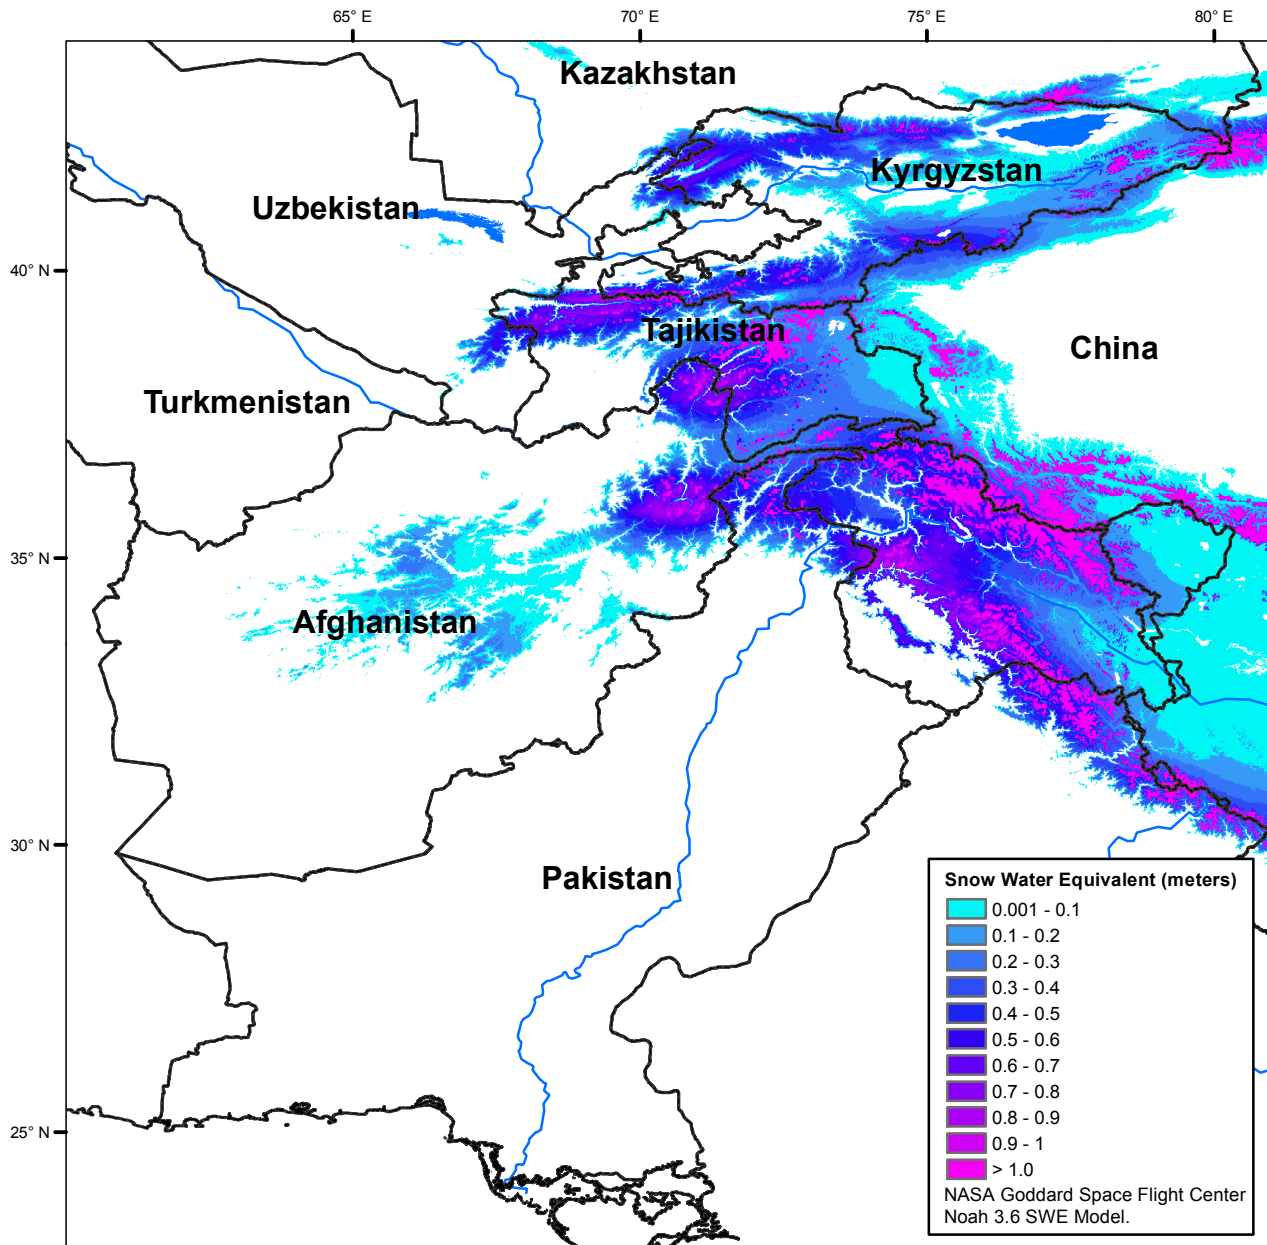 65° E
70° E
75° E
80° E
Kazakhstan
Kyrgyzstan
Uzbekistan
40° N
Tajikistan
China
Turkmenistan
35° N
Afghanistan
30° N
Pakistan
25° N
Snow Water Equivalent (meters)
0.001 - 0.1
0.1 - 0.2
0.2 - 0.3
0.3 - 0.4
0.4 - 0.5
0.5 - 0.6
0.6 - 0.7
0.7 - 0.8
0.8 - 0.9
0.9 - 1
> 1.0
NASA Goddard Space Flight Center
Noah 3.6 SWE Model.